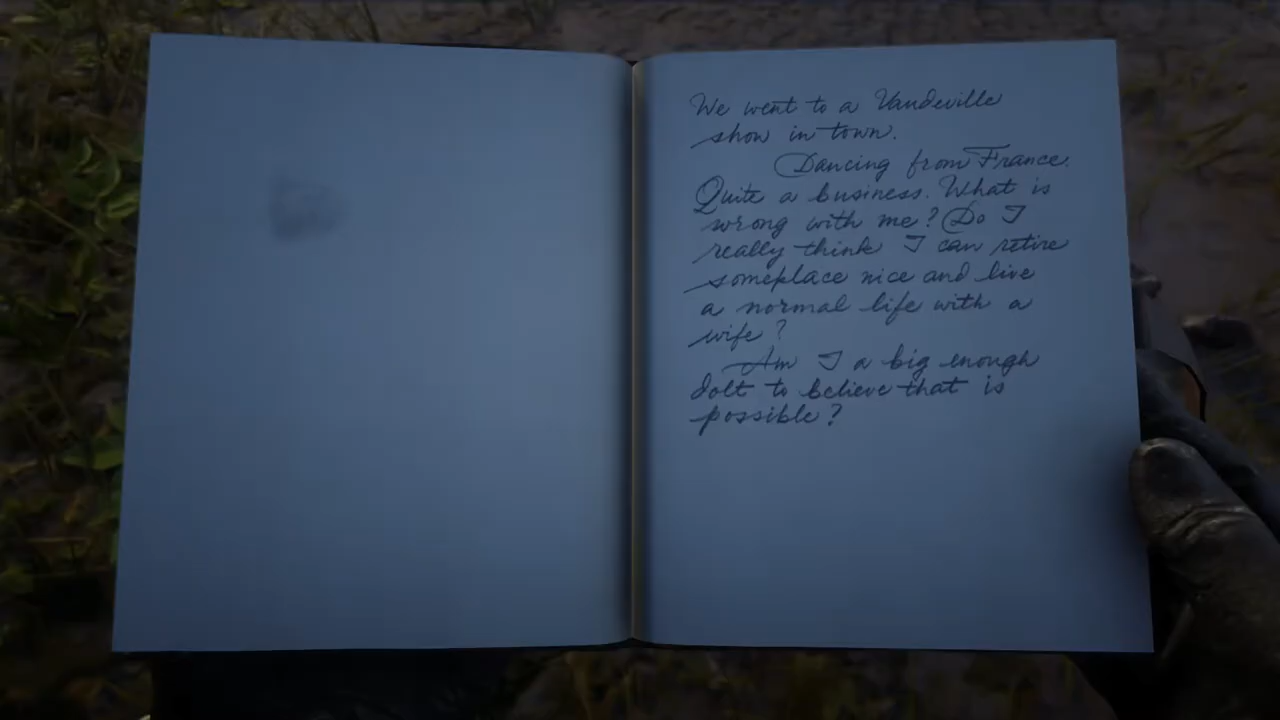 We went to a Vaudeville
show in town.
Dancing from France.
Quite a business. What is
wrong with me? Do I
really think I can retire
someplace nice and live
a normal life with a
wife?
Am I a big enough
dolt to believe that is
possible?